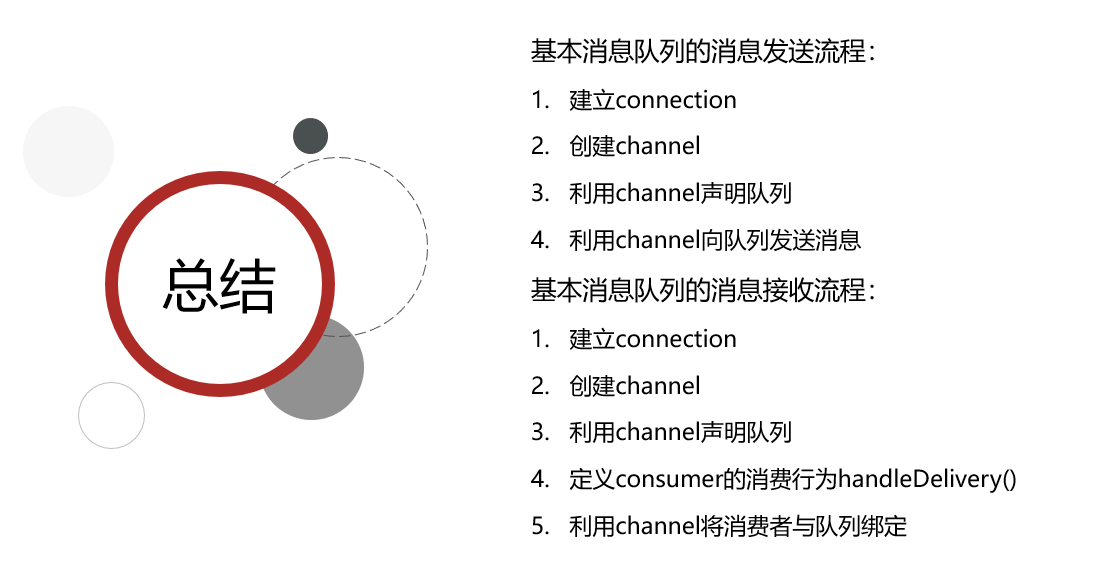 总结
基本消息队列的消息发送流程：
1. 建立connection
2. 创建channel
3. 利用channel声明队列
4. 利用channel向队列发送消息
基本消息队列的消息接收流程：
1. 建立connection
2. 创建channel
3. 利用channel声明队列
4. 定义consumer的消费行为handleDelivery()
5. 利用channel将消费者与队列绑定